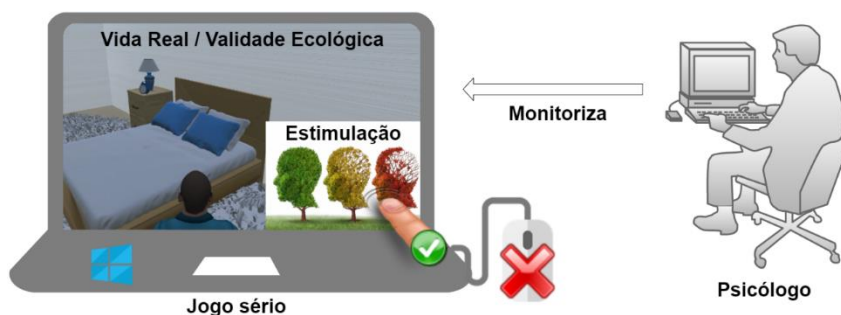 Vida Real / Validade Ecológica
Estimulação
Monitoriza
Jogo sério
Psicólogo